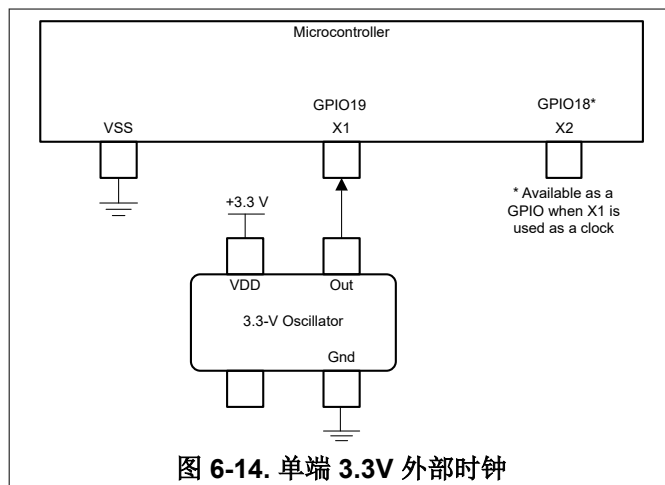 Microcontroller
GPIO19
GPIO18*
VSS
X1
X2
* Available as a
GPIO when X1 is
used as a clock
+3.3 V
VDD
Out
3.3-V Oscillator
Gnd
图 6-14. 单端 3.3V 外部时钟